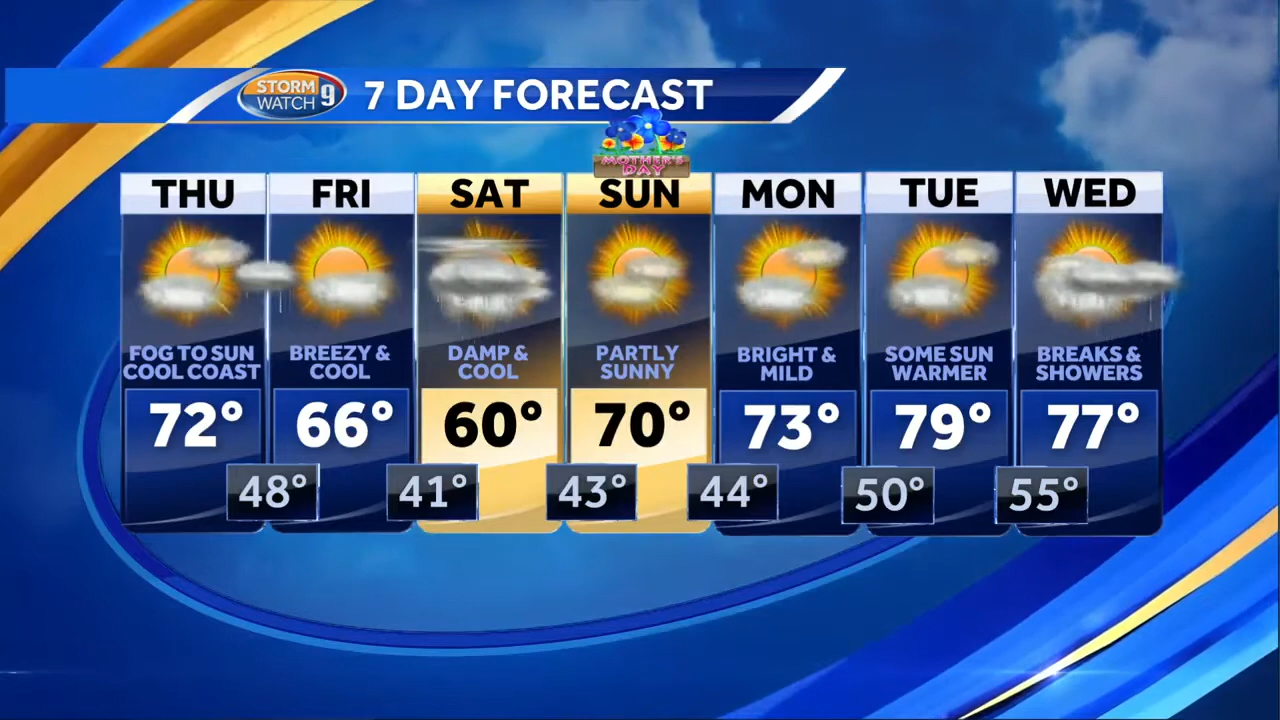 STORM
WATCH 9
7 DAY FORECAST
MOTHER'S
DAY
THU FRI SAT SUN MON TUE WED
FOG TO SUN
COOL COAST
BREEZY &
COOL
DAMP &
COOL
PARTLY
SUNNY
BRIGHT &
MILD
SOME SUN
WARMER
BREAKS &
SHOWERS
72° 66° 60° 70° 73° 79° 77°
48° 41° 43° 44° 50° 55°